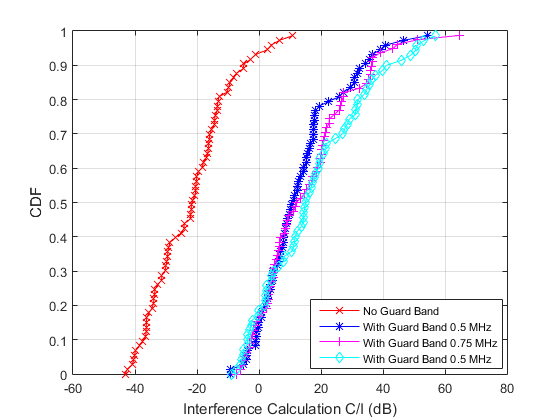 1
0.9
0.8
0.7
0.6
0.5
0.4
0.3
0.2
0.1
0
CDF
No Guard Band
With Guard Band 0.5 MHz
With Guard Band 0.75 MHz
With Guard Band 0.5 MHz
-60 -40 -20 0 20 40 60 80
Interference Calculation C/I (dB)